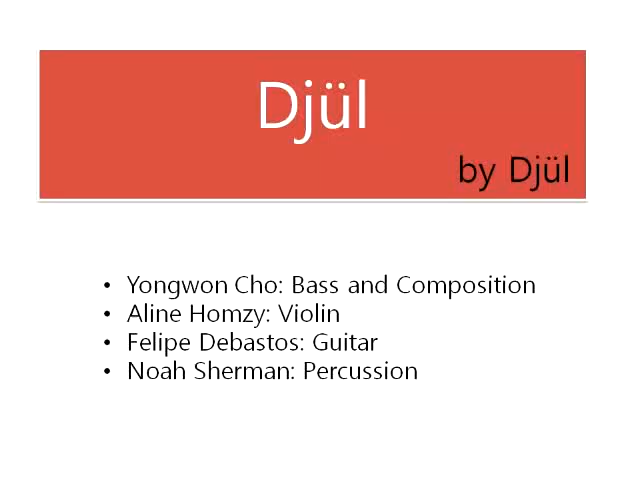 Djül
by Djül
• Yongwon Cho: Bass and Composition
• Aline Homzy: Violin
• Felipe Debastos: Guitar
• Noah Sherman: Percussion